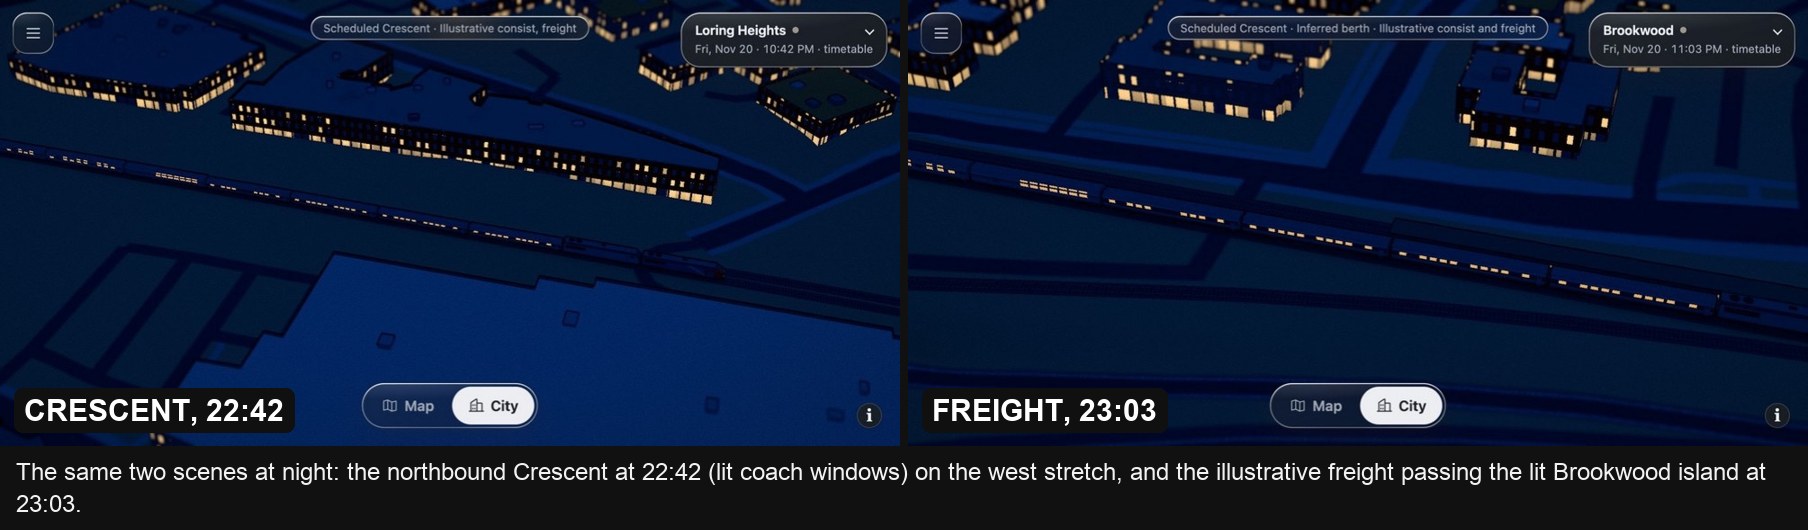 Scheduled Crescent · Illustrative consist, freight
Loring Heights
Fri, Nov 20 · 10:42 PM · timetable
Map
City
i
CRESCENT, 22:42
Scheduled Crescent · Inferred berth · Illustrative consist and freight
Brookwood
Fri, Nov 20 · 11:03 PM · timetable
Map
City
i
FREIGHT, 23:03
The same two scenes at night: the northbound Crescent at 22:42 (lit coach windows) on the west stretch, and the illustrative freight passing the lit Brookwood island at
23:03.